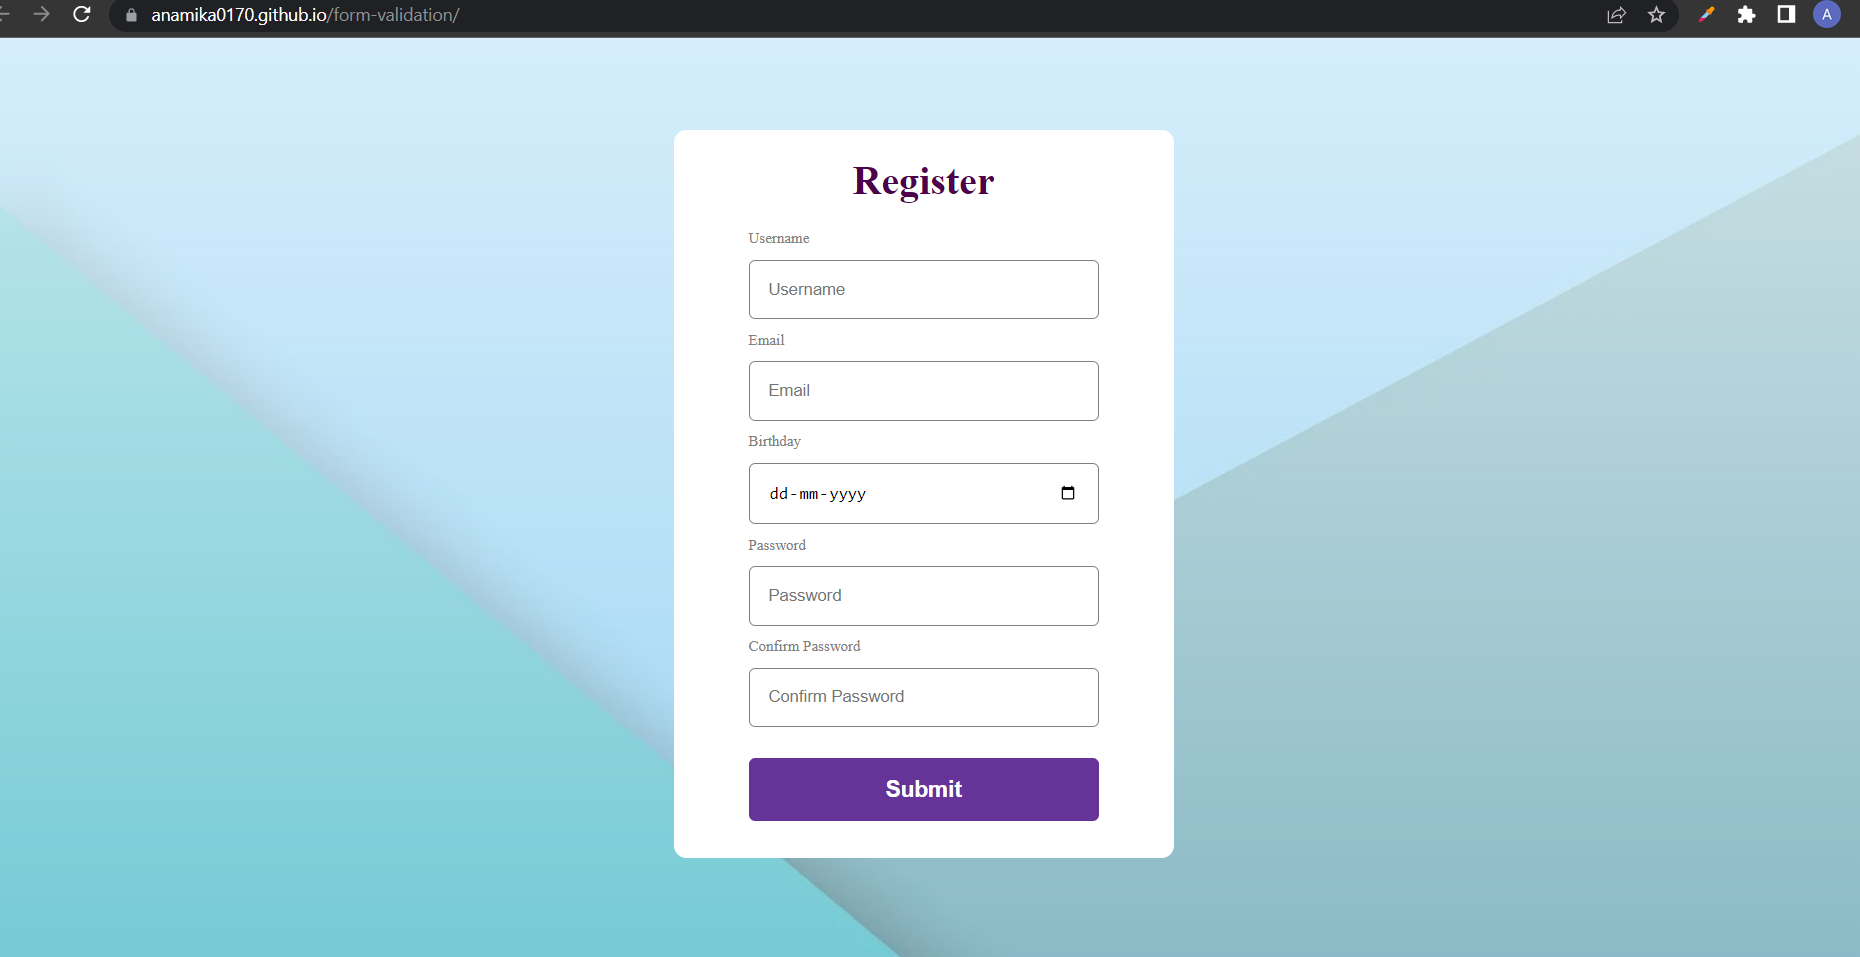 anamika0170.github.io/form-validation/
A
Register
Username
Username
Email
Email
Birthday
dd-mm-yyyy
Password
Password
Confirm Password
Confirm Password
Submit